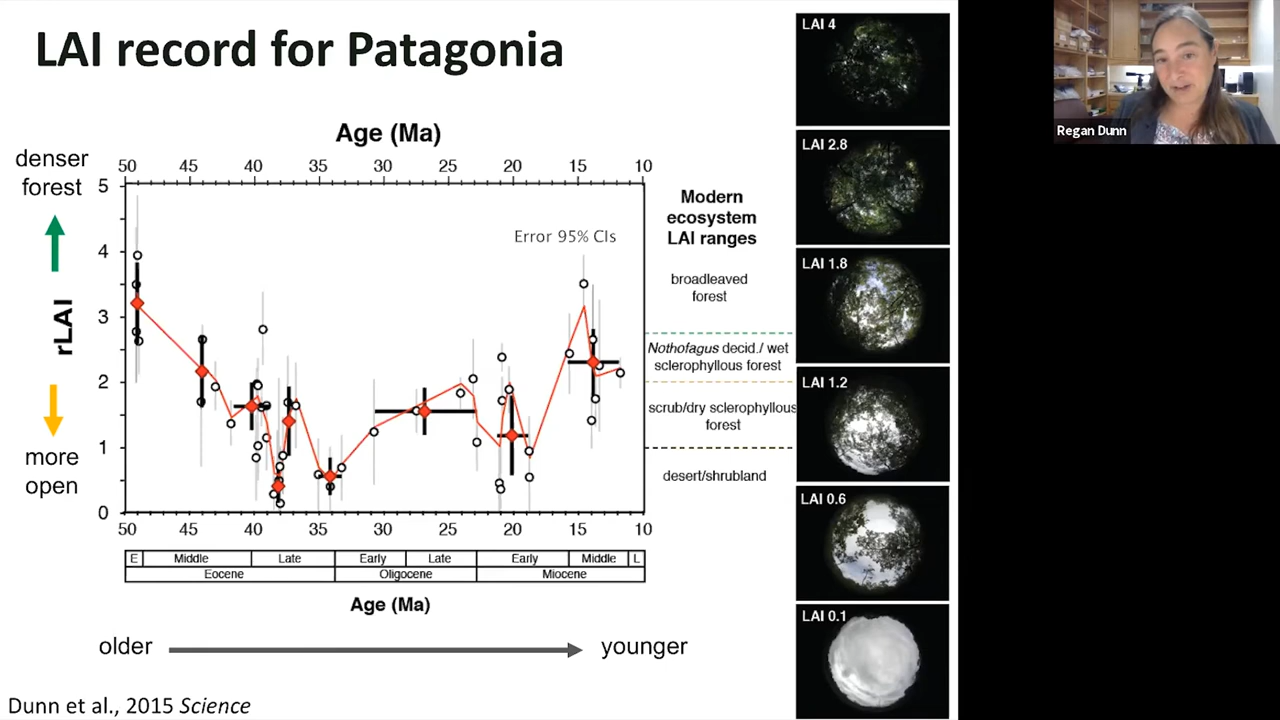 LAI record for Patagonia
Age (Ma)
50 45 40 35 30 25 20 15 10
denser
forest
rLAI
more
open
5
4
3
2
1
0
Error 95% CIs
50 45 40 35 30 25 20 15 10
E Middle Late Early Late Early Middle L
Eocene Oligocene Miocene
Age (Ma)
older younger
Dunn et al., 2015 Science
Modern
ecosystem
LAI ranges
broadleaved
forest
Nothofagus decid./ wet
sclerophyllous forest
scrub/dry sclerophyllous
forest
desert/shrubland
LAI 4
LAI 2.8
LAI 1.8
LAI 1.2
LAI 0.6
LAI 0.1
Regan Dunn